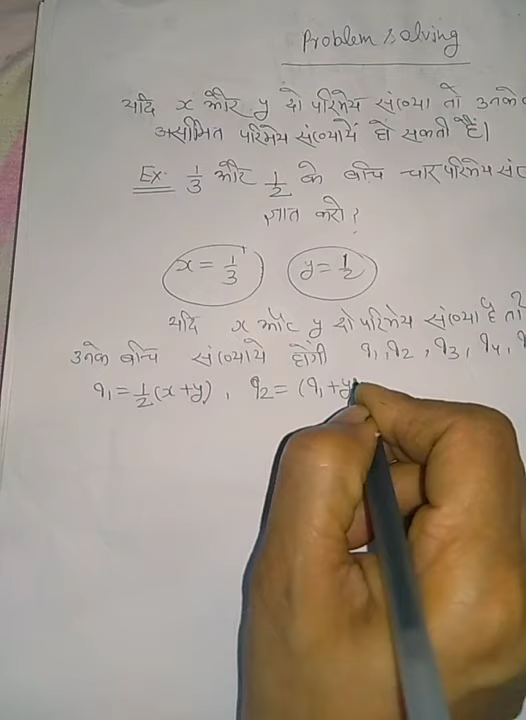 Problem solving
यदि x और y दो परिमेय संख्या तो उनके
असीमित परिमेय संख्यायें हो सकती हैं।
Ex- 1/3 और 1/2 के बीच चार परिमेय सं
ज्ञात करो?
x = 1/3 y = 1/2
यदि x और y दो परिमेय संख्या है तो
उनके बीच संख्याये होंगी q1, q2, q3, q4,
q1 = 1/2(x+y), q2 = (q1+y)